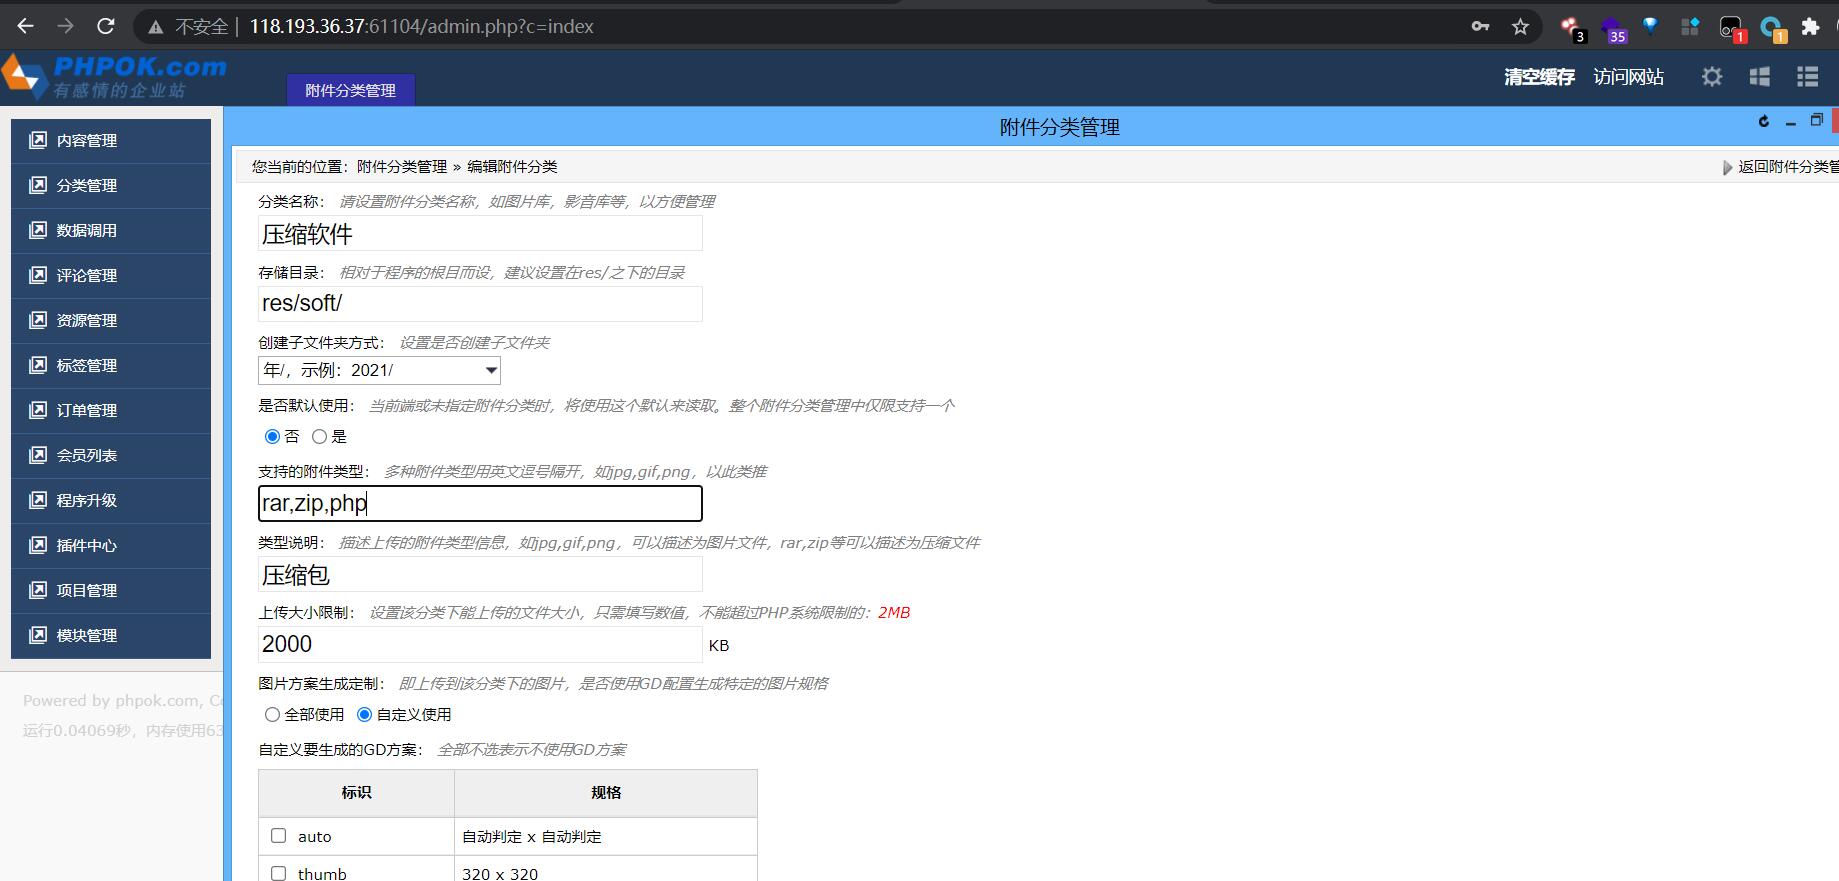 不安全 | 118.193.36.37:61104/admin.php?c=index
3
35
1
1
PHPOK.com
有感情的企业站
附件分类管理
清空缓存
访问网站
内容管理
分类管理
数据调用
评论管理
资源管理
标签管理
订单管理
会员列表
程序升级
插件中心
项目管理
模块管理
Powered by phpok.com, Co
运行0.04069秒，内存使用63
附件分类管理
您当前的位置：附件分类管理 » 编辑附件分类
返回附件分类管
分类名称： 请设置附件分类名称，如图片库，影音库等，以方便管理
压缩软件
存储目录： 相对于程序的根目而设，建议设置在res/之下的目录
res/soft/
创建子文件夹方式： 设置是否创建子文件夹
年/，示例：2021/
是否默认使用： 当前端或未指定附件分类时，将使用这个默认来读取。整个附件分类管理中仅限支持一个
否 是
支持的附件类型： 多种附件类型用英文逗号隔开，如jpg,gif,png，以此类推
rar,zip,php
类型说明： 描述上传的附件类型信息，如jpg,gif,png，可以描述为图片文件，rar,zip等可以描述为压缩文件
压缩包
上传大小限制： 设置该分类下能上传的文件大小，只需填写数值，不能超过PHP系统限制的：2MB
2000 KB
图片方案生成定制： 即上传到该分类下的图片，是否使用GD配置生成特定的图片规格
全部使用 自定义使用
自定义要生成的GD方案： 全部不选表示不使用GD方案
标识 规格
auto 自动判定 x 自动判定
thumb 320 x 320